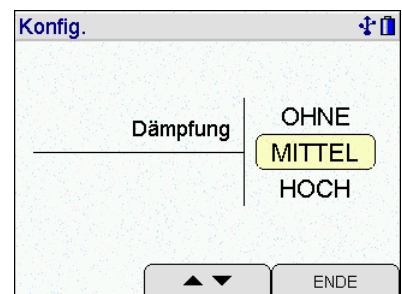 Konfig.
OHNE
Dämpfung
MITTEL
HOCH
▲ ▼
ENDE